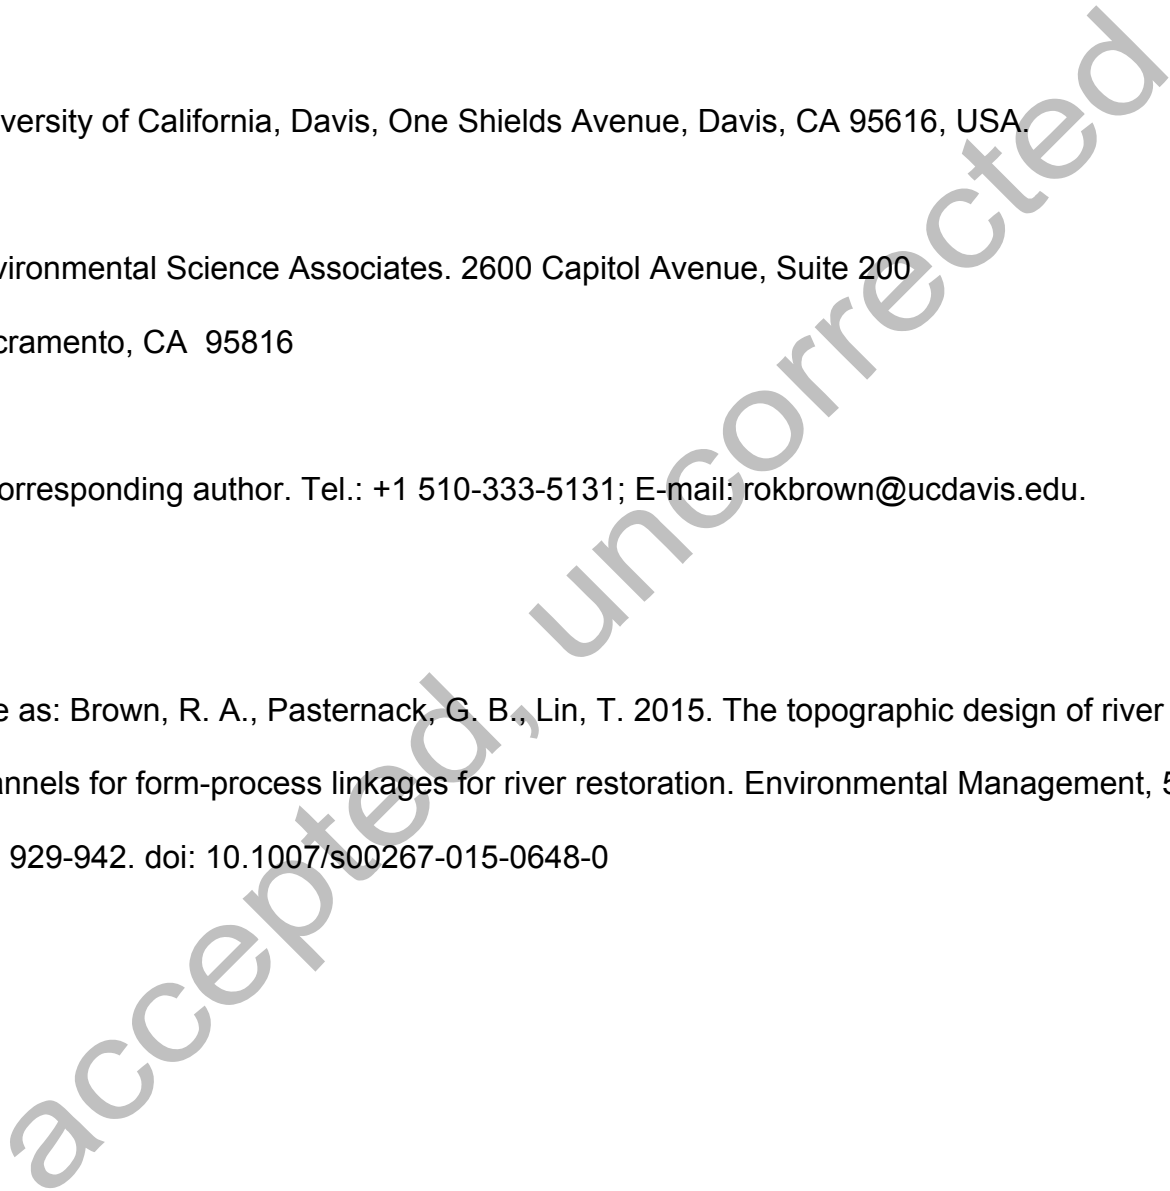 versity of California, Davis, One Shields Avenue, Davis, CA 95616, USA.
vironmental Science Associates. 2600 Capitol Avenue, Suite 200
cramento, CA 95816
orresponding author. Tel.: +1 510-333-5131; E-mail: rokbrown@ucdavis.edu.
e as: Brown, R. A., Pasternack, G. B., Lin, T. 2015. The topographic design of river
annels for form-process linkages for river restoration. Environmental Management, 5
929-942. doi: 10.1007/s00267-015-0648-0
accepted, uncorrected